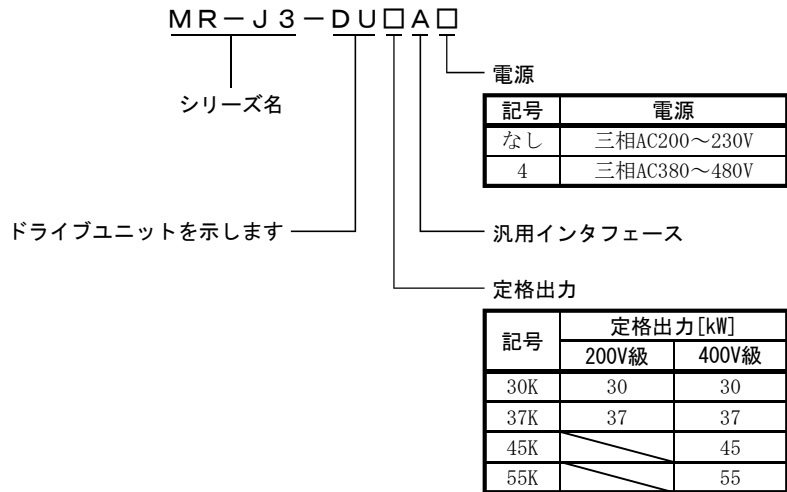 MR-J3-DU□A□
電源
シリーズ名
記号 電源
なし 三相AC200～230V
4 三相AC380～480V
ドライブユニットを示します
汎用インタフェース
定格出力
記号 定格出力[kW]
200V級 400V級
30K 30 30
37K 37 37
45K 45
55K 55